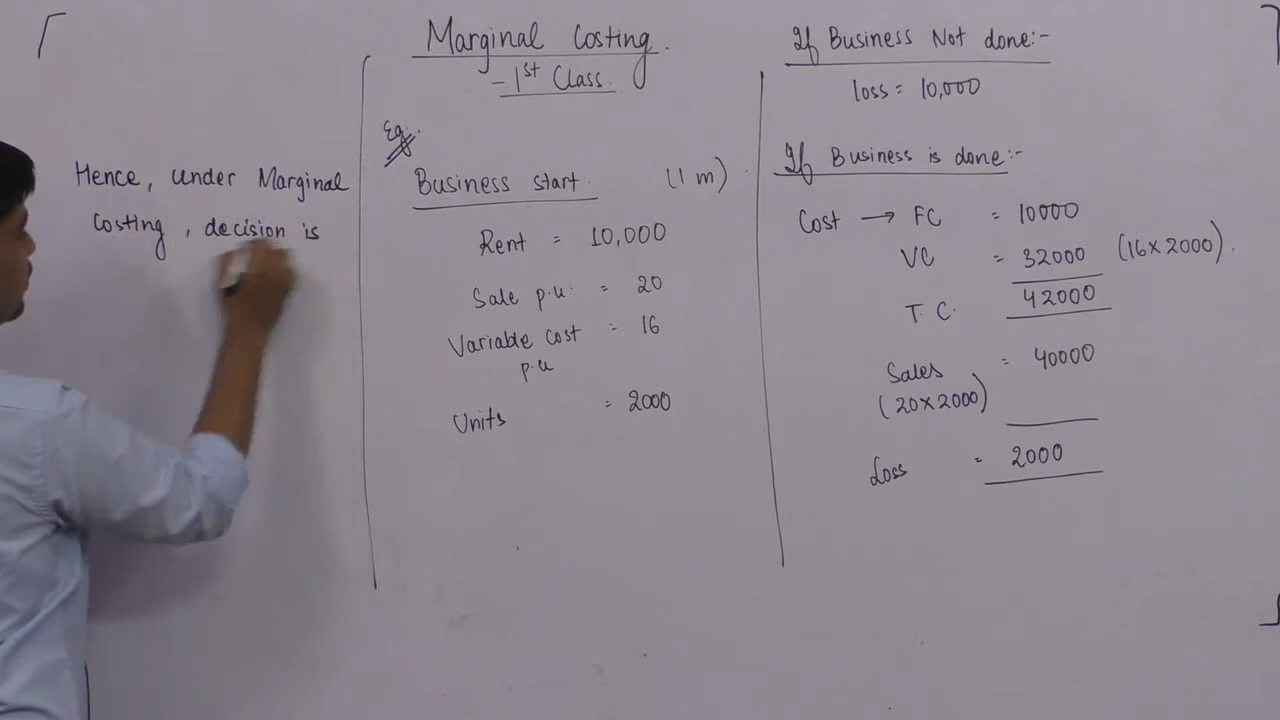 Marginal Costing.
- 1st Class.
Hence, under Marginal
Costing, decision is
Eg.
Business start. (1 m)
Rent = 10,000
Sale p.u. = 20
Variable cost = 16
p.u
Units = 2000
If Business Not done:-
loss = 10,000
If Business is done:-
Cost → FC = 10000
VC = 32000 (16×2000).
T.C. 42000
Sales = 40000
(20×2000)
Loss = 2000